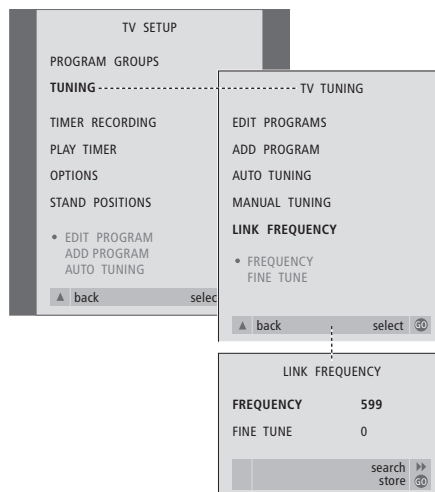 TV SETUP
PROGRAM GROUPS
TUNING
TIMER RECORDING
PLAY TIMER
OPTIONS
STAND POSITIONS
• EDIT PROGRAM
ADD PROGRAM
AUTO TUNING
▲ back selec
TV TUNING
EDIT PROGRAMS
ADD PROGRAM
AUTO TUNING
MANUAL TUNING
LINK FREQUENCY
• FREQUENCY
FINE TUNE
▲ back select GO
LINK FREQUENCY
FREQUENCY 599
FINE TUNE 0
search
store GO